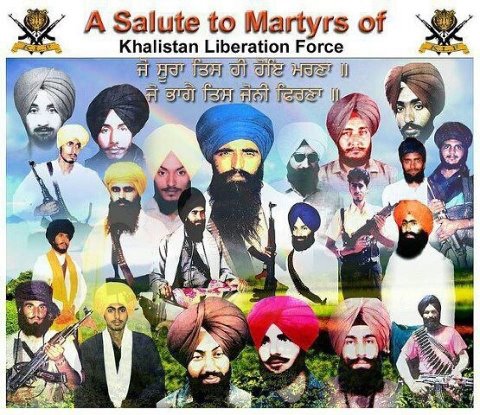 A Salute to Martyrs of
Khalistan Liberation Force
ਜੋ ਸੂਰਾ ਤਿਸ ਹੀ ਹੋਇ ਮਰਣਾ ॥
ਜੋ ਭਾਗੈ ਤਿਸ ਜੋਨੀ ਫਿਰਣਾ ॥